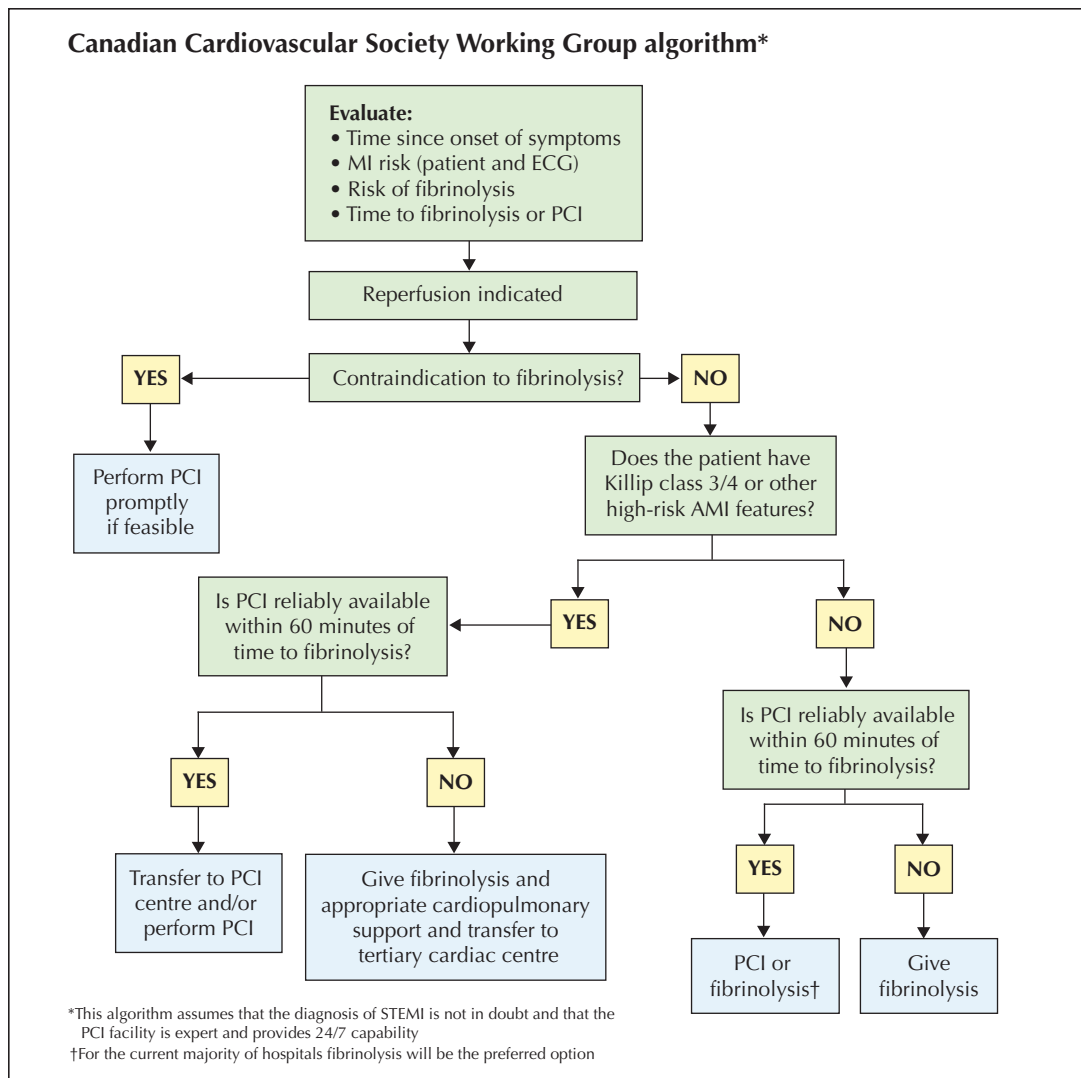 Canadian Cardiovascular Society Working Group algorithm*
Evaluate:
• Time since onset of symptoms
• MI risk (patient and ECG)
• Risk of fibrinolysis
• Time to fibrinolysis or PCI
Reperfusion indicated
YES
Contraindication to fibrinolysis?
NO
Perform PCI
promptly
if feasible
Does the patient have
Killip class 3/4 or other
high-risk AMI features?
Is PCI reliably available
within 60 minutes of
time to fibrinolysis?
YES
NO
Is PCI reliably available
within 60 minutes of
time to fibrinolysis?
YES
NO
YES
NO
Transfer to PCI
centre and/or
perform PCI
Give fibrinolysis and
appropriate cardiopulmonary
support and transfer to
tertiary cardiac centre
PCI or
fibrinolysis†
Give
fibrinolysis
*This algorithm assumes that the diagnosis of STEMI is not in doubt and that the
PCI facility is expert and provides 24/7 capability
†For the current majority of hospitals fibrinolysis will be the preferred option